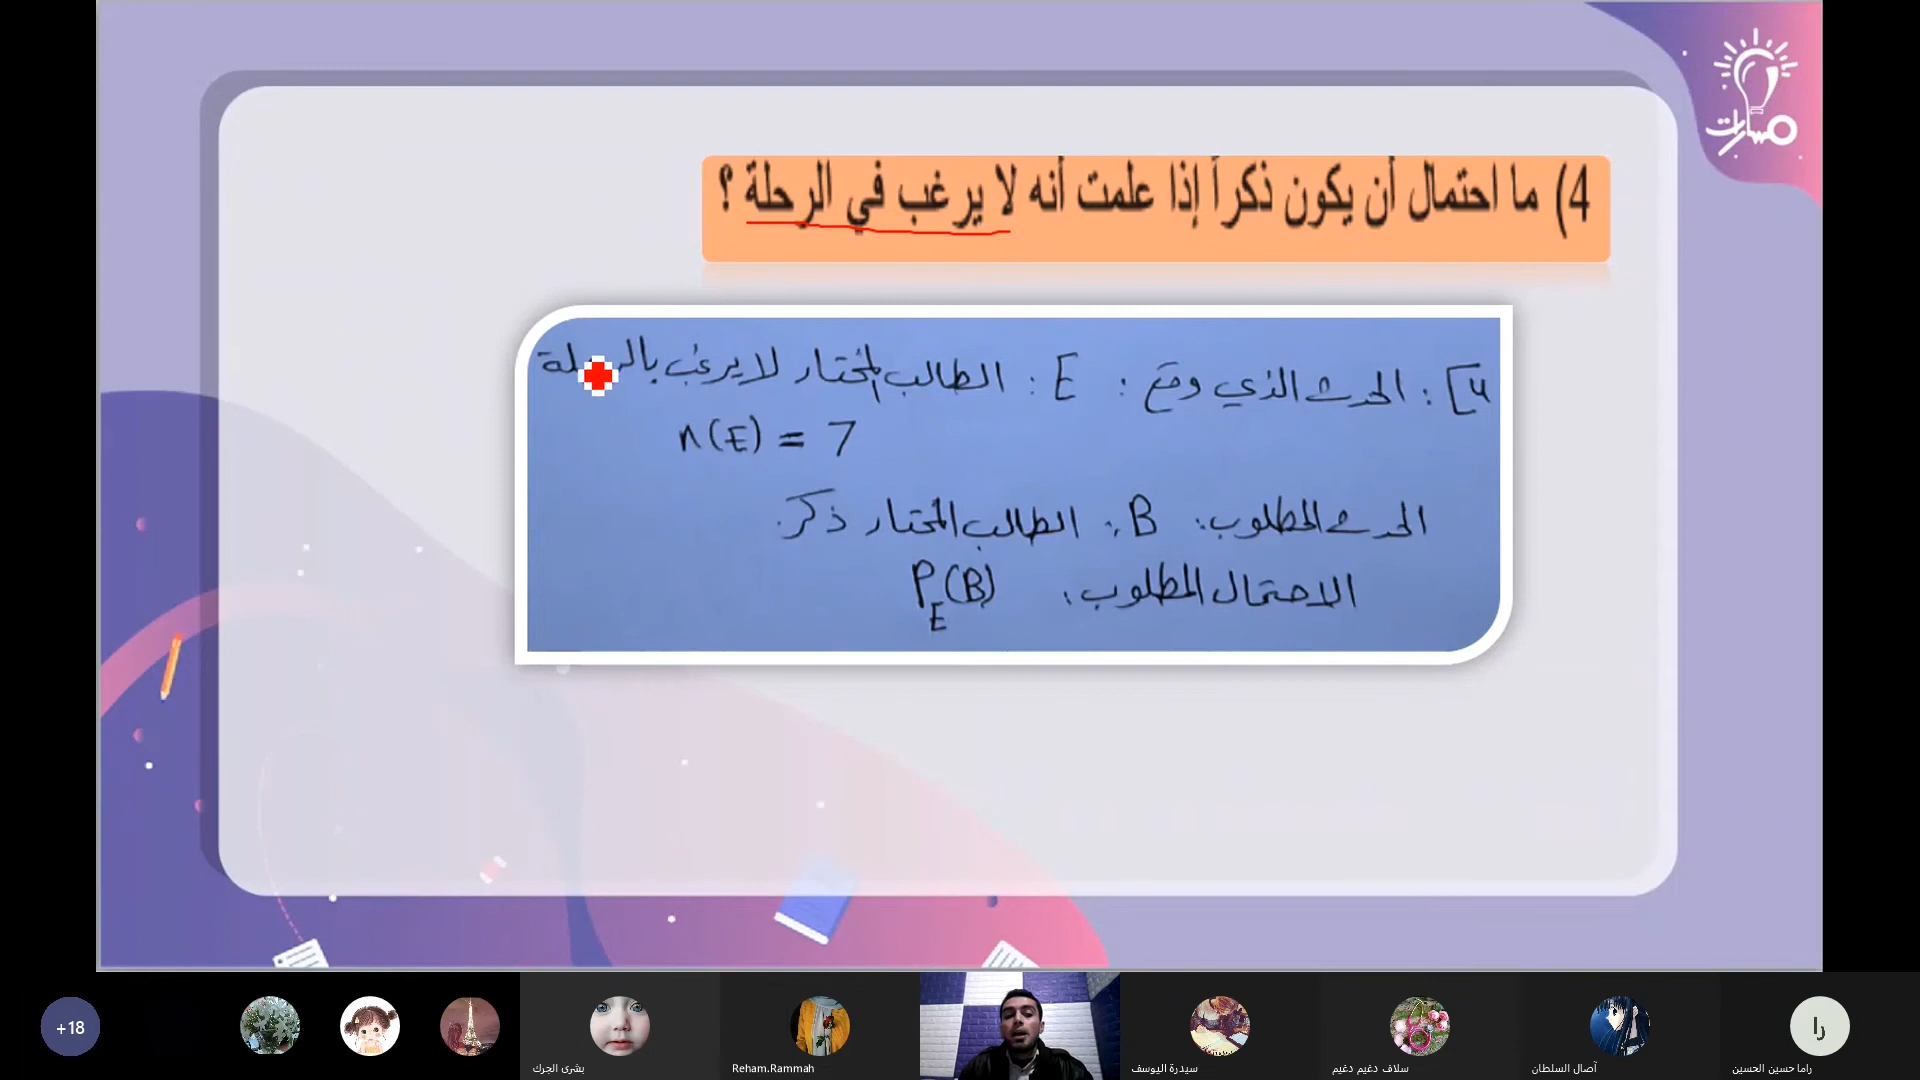 مسارات
4) ما احتمال أن يكون ذكراً إذا علمت أنه لا يرغب في الرحلة ؟
4] : الحدث الذي وقع : E : الطالب المختار لا يرغب بالرحلة
n(E) = 7
الحدث المطلوب: B: الطالب المختار ذكر.
الاحتمال المطلوب: P_E(B)
+18
بشرى الجرك
Reham.Rammah
سيدرة اليوسف
سلاف دغيم دغيم
آصال السلطان
را
راما حسين الحسين